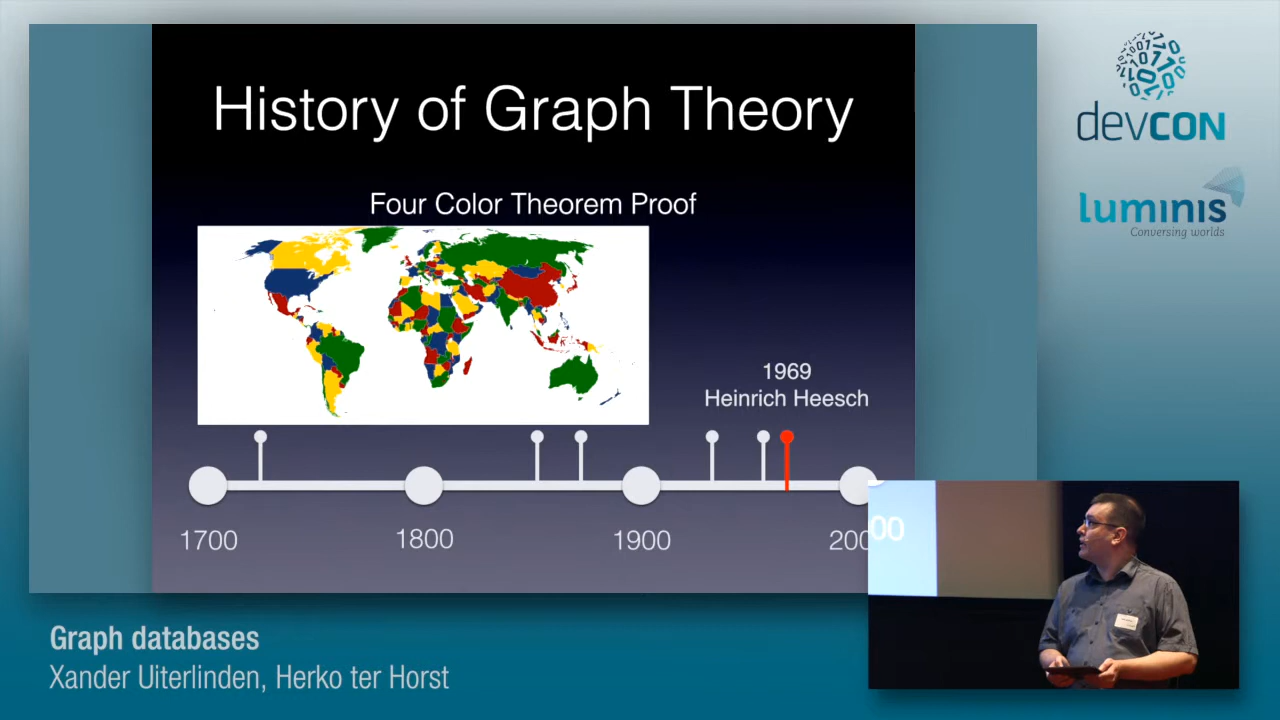 History of Graph Theory
Four Color Theorem Proof
1969
Heinrich Heesch
1700
1800
1900
200
00
devCON
luminis
Conversing worlds
Graph databases
Xander Uiterlinden, Herko ter Horst